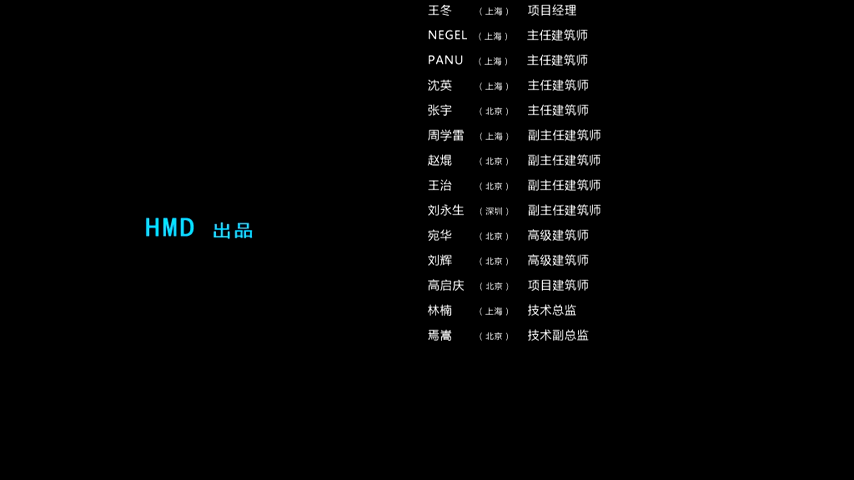 王冬 （上海） 项目经理
NEGEL （上海） 主任建筑师
PANU （上海） 主任建筑师
沈英 （上海） 主任建筑师
张宇 （北京） 主任建筑师
周学雷 （上海） 副主任建筑师
赵焜 （北京） 副主任建筑师
王治 （北京） 副主任建筑师
刘永生 （深圳） 副主任建筑师
HMD 出品
宛华 （北京） 高级建筑师
刘辉 （北京） 高级建筑师
高启庆 （北京） 项目建筑师
林楠 （上海） 技术总监
焉嵩 （北京） 技术副总监